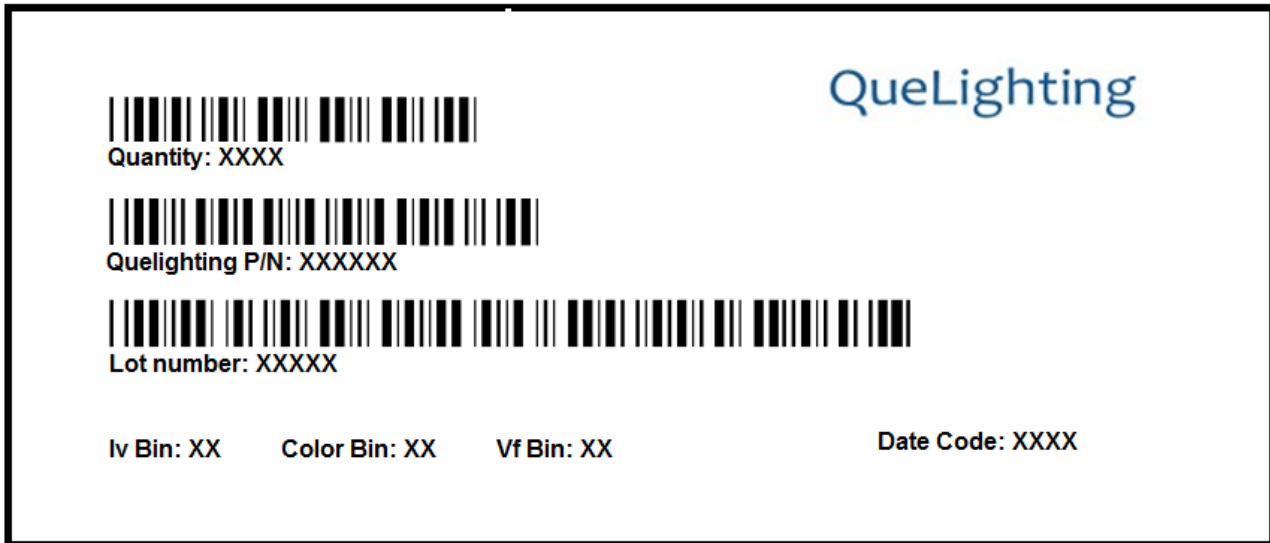 QueLighting
Quantity: XXXX
Quelighting P/N: XXXXXX
Lot number: XXXXX
Iv Bin: XX Color Bin: XX Vf Bin: XX Date Code: XXXX